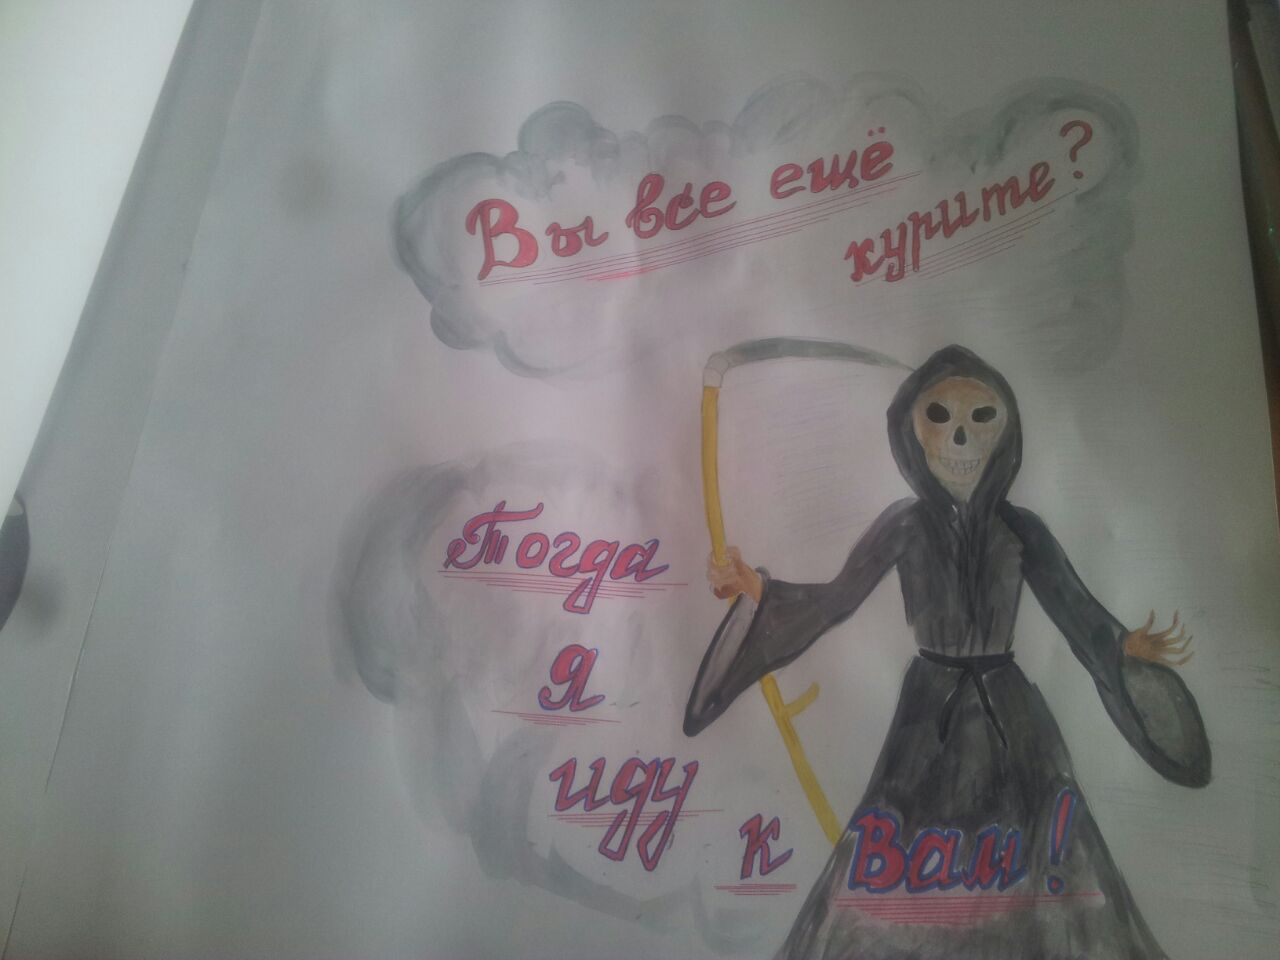 Вы все ещё
курите?
Тогда
я
иду
к Вам!